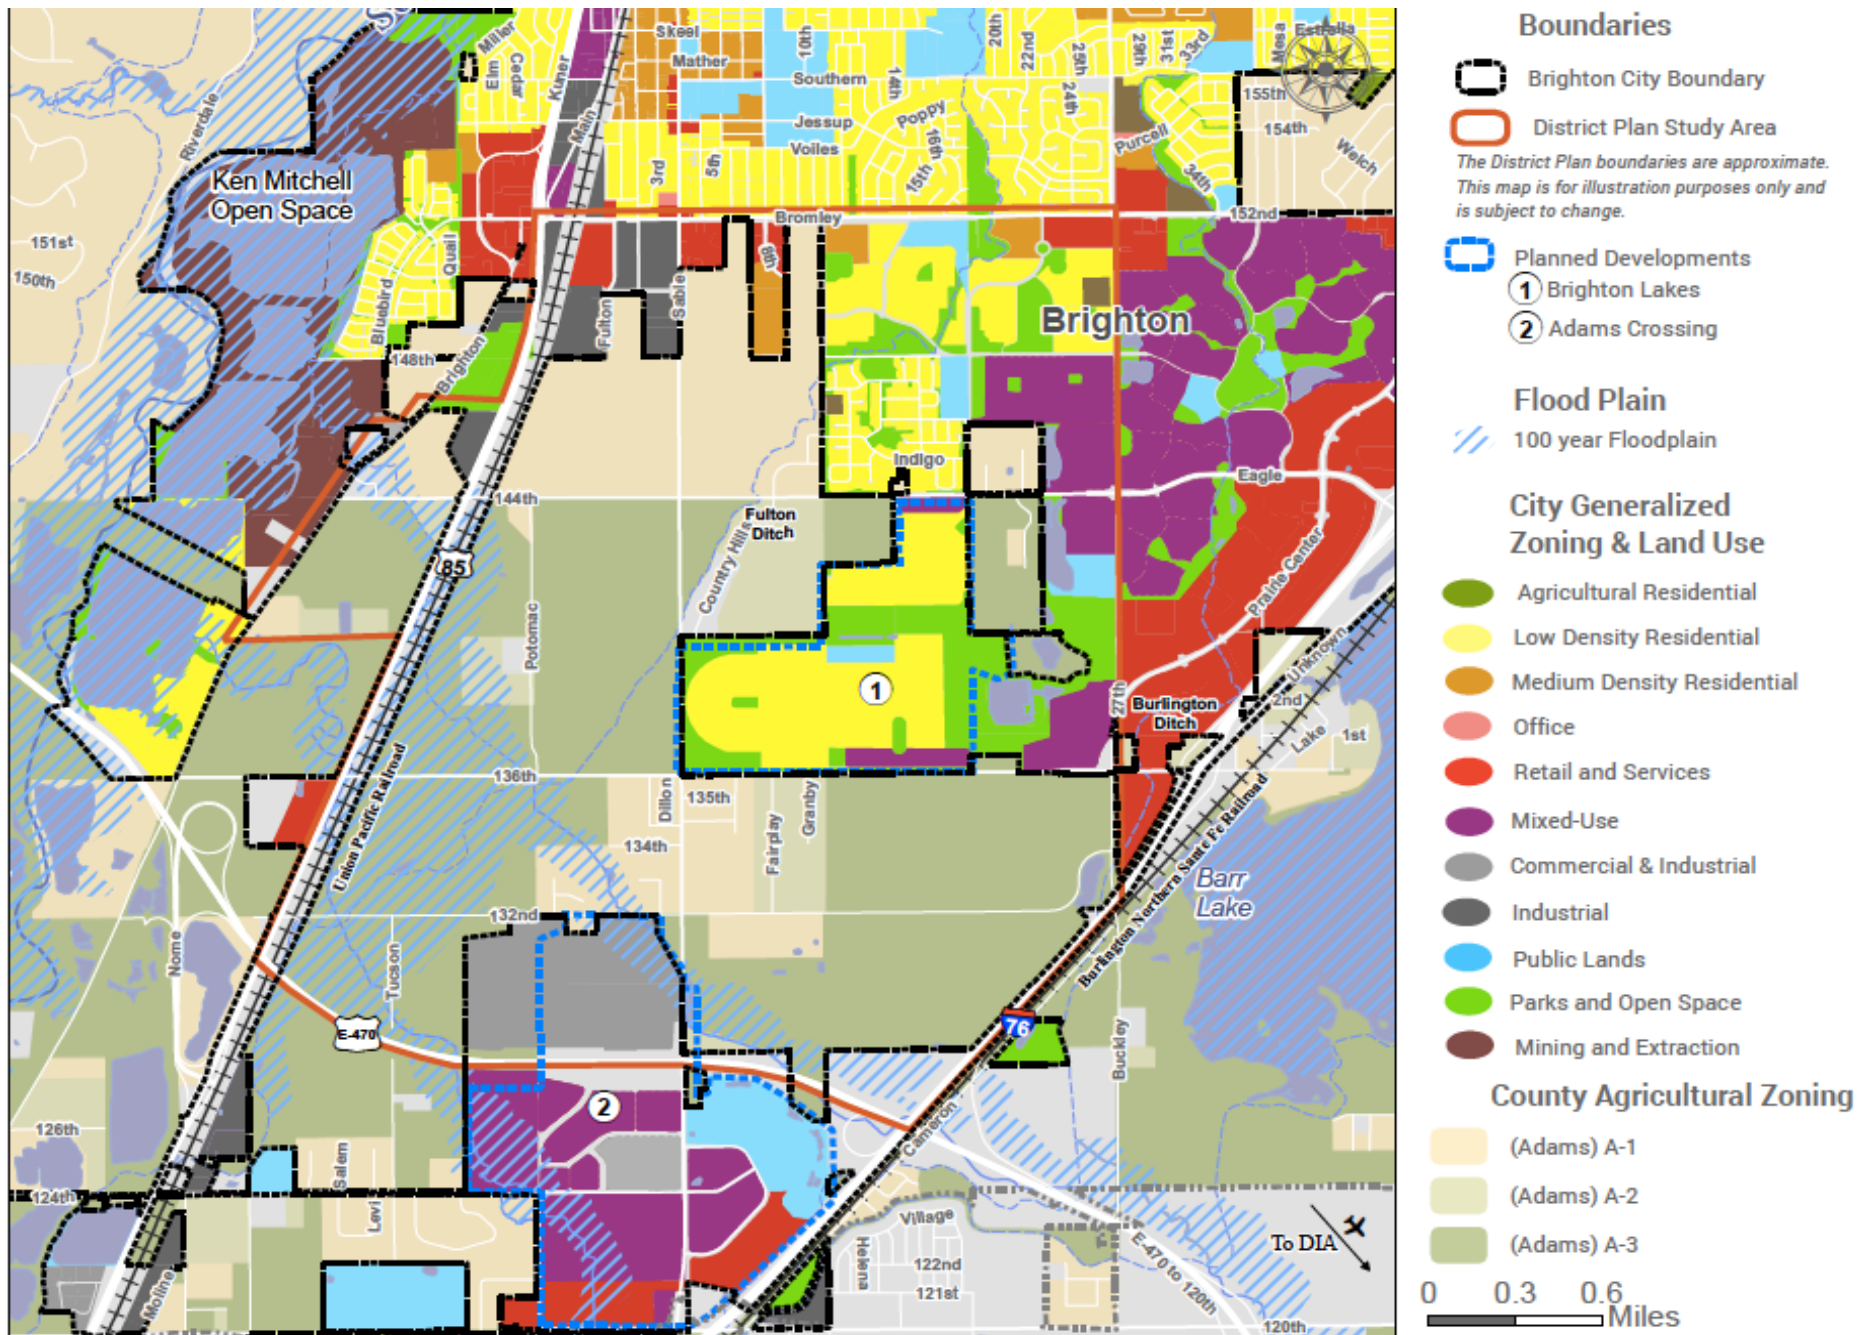 Miller
Elm
Cedar
Kuner
Main
Skeel
Mather
10th
Southern
14th
20th
22nd
25th
24th
29th
31st
33rd
Mesa
Estrella
155th
154th
Welch
Riverdale
Jessup
Poppy
Voiles
16th
15th
3rd
5th
Purcell
34th
Ken Mitchell
Open Space
151st
150th
Quail
Bluebird
Bromley
152nd
8th
Sable
Fulton
Brighton
148th
Brighton
Indigo
Eagle
144th
Fulton
Ditch
Country Hills
85
Potomac
Prairie Center
Unknown
1
27th
Burlington
Ditch
2nd
Lake
1st
Union Pacific Railroad
136th
Dillon
135th
Granby
Fairplay
134th
Burlington Northern Sante Fe Railroad
Barr
Lake
132nd
Nome
Tucson
E-470
76
Buckley
2
Cameron
126th
Salem
124th
Levi
Village
Helena
122nd
121st
E-470 to 120th
To DIA
Moline
120th
Boundaries
Brighton City Boundary
District Plan Study Area
The District Plan boundaries are approximate.
This map is for illustration purposes only and
is subject to change.
Planned Developments
1 Brighton Lakes
2 Adams Crossing
Flood Plain
100 year Floodplain
City Generalized
Zoning & Land Use
Agricultural Residential
Low Density Residential
Medium Density Residential
Office
Retail and Services
Mixed-Use
Commercial & Industrial
Industrial
Public Lands
Parks and Open Space
Mining and Extraction
County Agricultural Zoning
(Adams) A-1
(Adams) A-2
(Adams) A-3
0 0.3 0.6
Miles